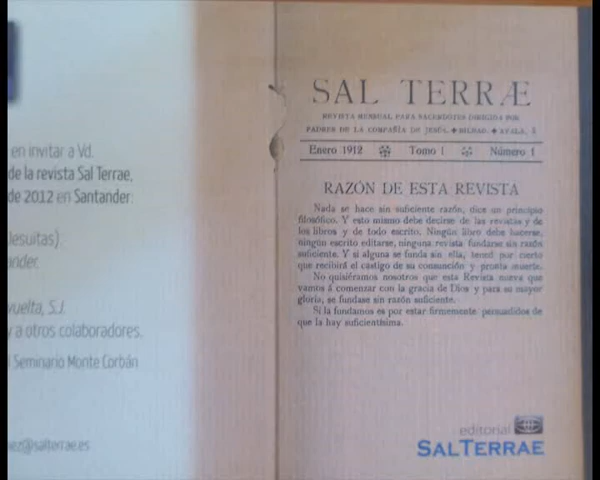 en invitar a Vd.
de la revista Sal Terrae,
de 2012 en Santander:
Jesuitas).
nder.
vuelta, S.J.
y a otros colaboradores.
l Seminario Monte Corbán
ez@salterrae.es
SAL TERRÆ
REVISTA MENSUAL PARA SACERDOTES DIRIGIDA POR
PADRES DE LA COMPAÑÍA DE JESÚS. BILBAO. AYALA, 3
Enero 1912 Tomo I Número 1
RAZÓN DE ESTA REVISTA
Nada se hace sin suficiente razón, dice un principio
filosófico. Y esto mismo debe decirse de las revistas y de
los libros y de todo escrito. Ningún libro debe hacerse,
ningún escrito editarse, ninguna revista fundarse sin razón
suficiente. Y si alguna se funda sin ella, tened por cierto
que recibirá el castigo de su consunción y pronta muerte.
No quisiéramos nosotros que esta Revista nueva que
vamos á comenzar con la gracia de Dios y para su mayor
gloria, se fundase sin razón suficiente.
Si la fundamos es por estar firmemente persuadidos de
que la hay suficientísima.
editorial
SALTERRAE